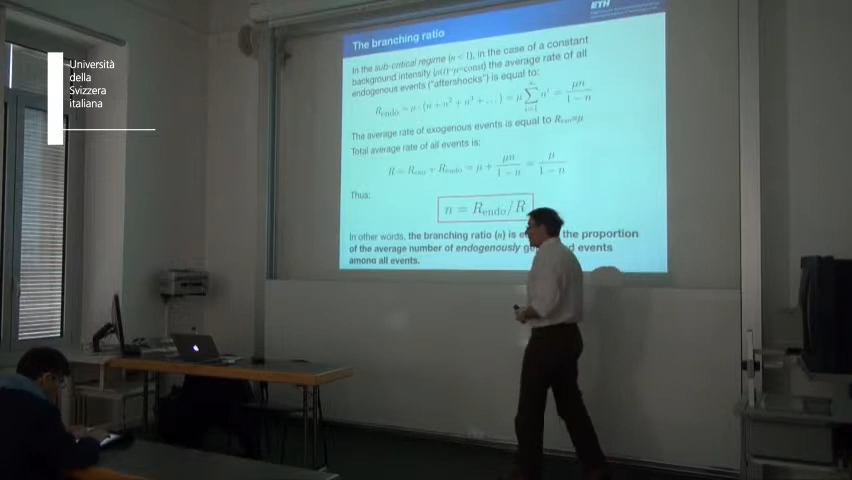 Università
della
Svizzera
italiana
ETH
The branching ratio
In the sub-critical regime (n < 1), in the case of a constant
background intensity (μ(t)=μ=const) the average rate of all
endogenous events ("aftershocks") is equal to:
R_endo = μ · (n + n² + n³ + ...) = μ ∑_{i=1}^{∞} nⁱ = μn / (1 − n)
The average rate of exogenous events is equal to R_exo=μ
Total average rate of all events is:
R = R_exo + R_endo = μ + μn / (1 − n) = μ / (1 − n)
Thus:
n = R_endo/R
In other words, the branching ratio (n) is the proportion
of the average number of endogenously events
among all events.